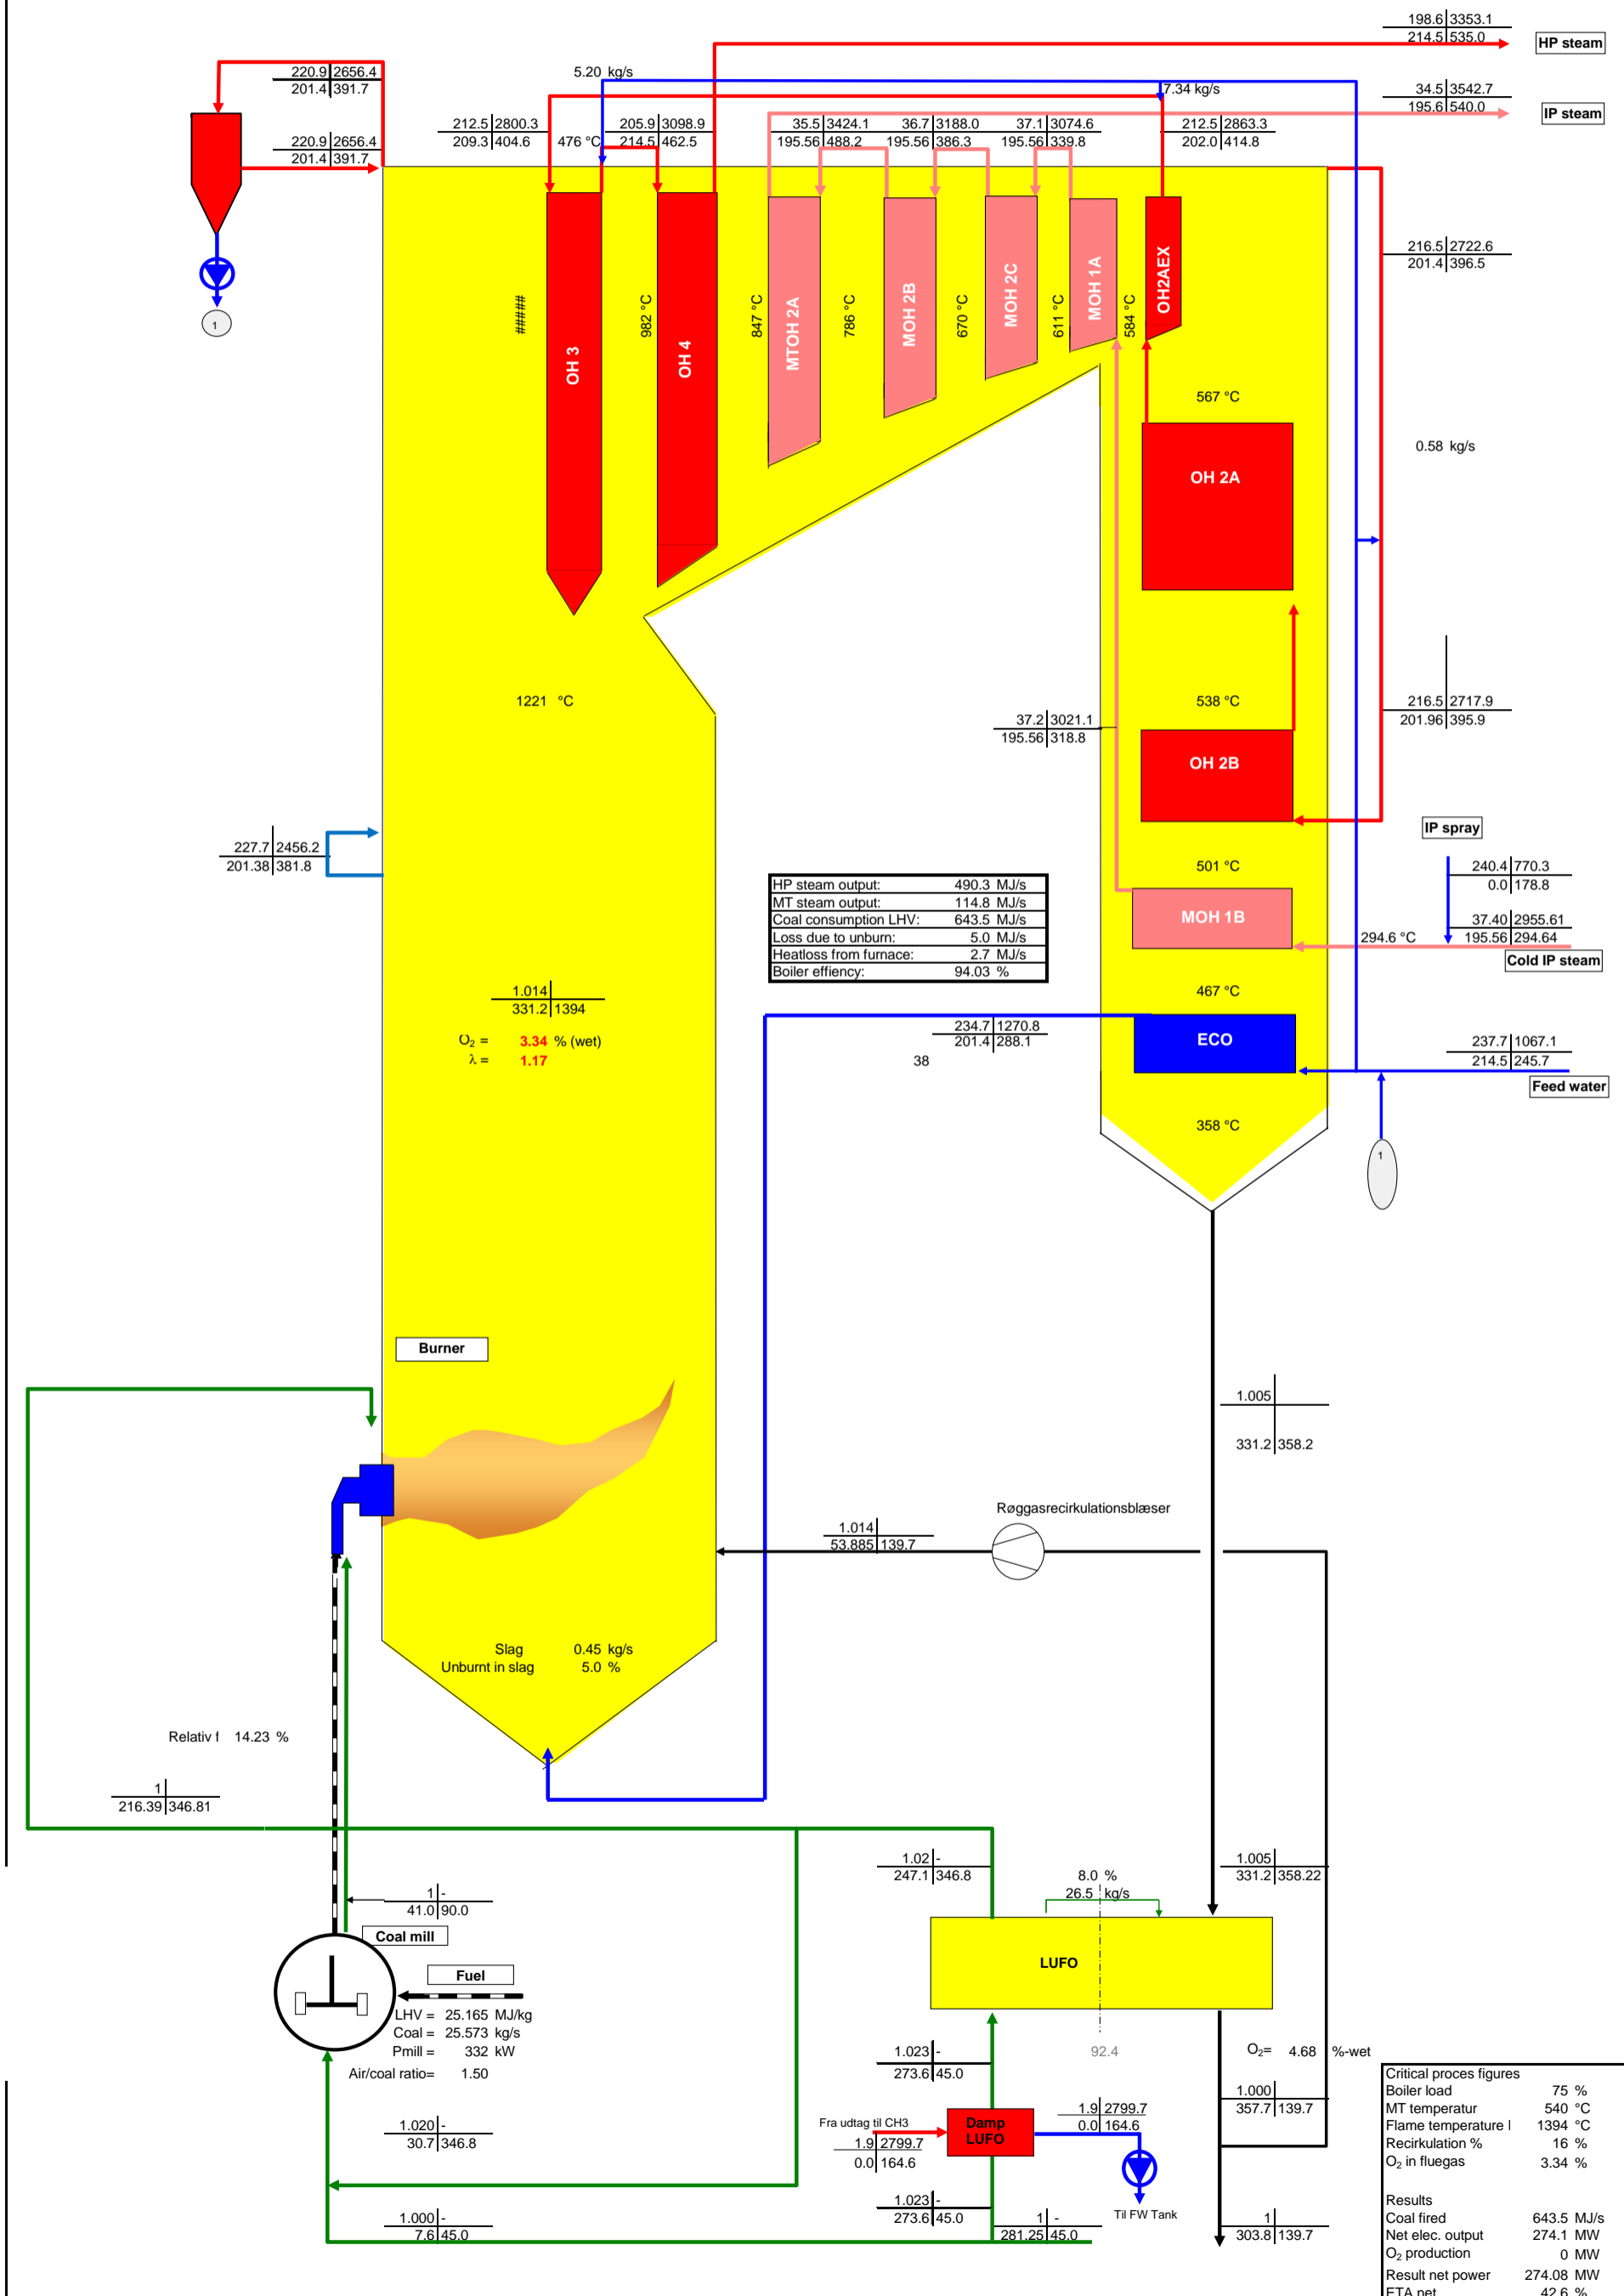 198.6 3353.1
214.5 535.0
HP steam
220.9 2656.4
201.4 391.7
5.20 kg/s
7.34 kg/s
34.5 3542.7
195.6 540.0
IP steam
212.5 2800.3
209.3 404.6
476 °C
205.9 3098.9
214.5 462.5
35.5 3424.1
195.56 488.2
36.7 3188.0
195.56 386.3
37.1 3074.6
195.56 339.8
212.5 2863.3
202.0 414.8
220.9 2656.4
201.4 391.7
216.5 2722.6
201.4 396.5
1
#####
OH 3
982 °C
OH 4
847 °C
MTOH 2A
786 °C
MOH 2B
670 °C
MOH 2C
611 °C
MOH 1A
584 °C
OH2AEX
567 °C
0.58 kg/s
OH 2A
1221 °C
538 °C
216.5 2717.9
201.96 395.9
37.2 3021.1
195.56 318.8
OH 2B
IP spray
227.7 2456.2
201.38 381.8
501 °C
240.4 770.3
0.0 178.8
HP steam output: 490.3 MJ/s
MT steam output: 114.8 MJ/s
Coal consumption LHV: 643.5 MJ/s
Loss due to unburn: 5.0 MJ/s
Heatloss from furnace: 2.7 MJ/s
Boiler effiency: 94.03 %
MOH 1B
37.40 2955.61
294.6 °C
195.56 294.64
Cold IP steam
1.014
331.2 1394
467 °C
O₂ = 3.34 % (wet)
λ = 1.17
234.7 1270.8
201.4 288.1
38
ECO
237.7 1067.1
214.5 245.7
Feed water
358 °C
1
Burner
1.005
331.2 358.2
Røggasrecirkulationsblæser
1.014
53.885 139.7
Slag 0.45 kg/s
Unburnt in slag 5.0 %
Relativ f 14.23 %
1
216.39 346.81
1.02 -
247.1 346.8
8.0 %
26.5 kg/s
1.005
331.2 358.22
1 -
41.0 90.0
Coal mill
LUFO
Fuel
LHV = 25.165 MJ/kg
Coal = 25.573 kg/s
Pmill = 332 kW
Air/coal ratio= 1.50
1.023 -
273.6 45.0
92.4
O₂= 4.68 %-wet
1.000
357.7 139.7
1.020 -
30.7 346.8
Fra udtag til CH3
1.9 2799.7
0.0 164.6
Damp
LUFO
1.9 2799.7
0.0 164.6
Til FW Tank
1.023 -
273.6 45.0
1.000 -
7.6 45.0
1 -
281.25 45.0
1
303.8 139.7
Critical proces figures
Boiler load 75 %
MT temperatur 540 °C
Flame temperature l 1394 °C
Recirkulation % 16 %
O₂ in fluegas 3.34 %
Results
Coal fired 643.5 MJ/s
Net elec. output 274.1 MW
O₂ production 0 MW
Result net power 274.08 MW
ETA net 42.6 %